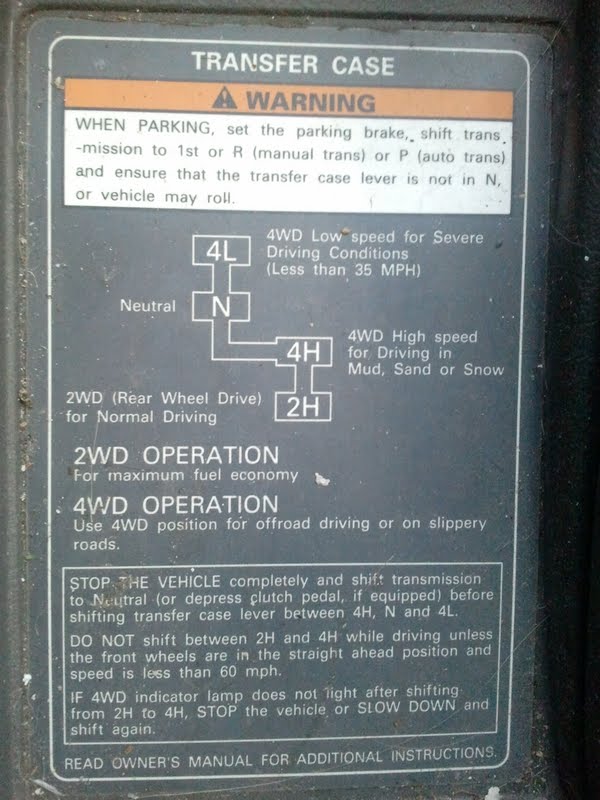 TRANSFER CASE
WARNING
WHEN PARKING, set the parking brake, shift trans
-mission to 1st or R (manual trans) or P (auto trans)
and ensure that the transfer case lever is not in N,
or vehicle may roll.
4L
4WD Low speed for Severe
Driving Conditions
(Less than 35 MPH)
Neutral
N
4H
4WD High speed
for Driving in
Mud, Sand or Snow
2WD (Rear Wheel Drive)
for Normal Driving
2H
2WD OPERATION
For maximum fuel economy
4WD OPERATION
Use 4WD position for offroad driving or on slippery
roads.
STOP THE VEHICLE completely and shift transmission
to Neutral (or depress clutch pedal, if equipped) before
shifting transfer case lever between 4H, N and 4L.
DO NOT shift between 2H and 4H while driving unless
the front wheels are in the straight ahead position and
speed is less than 60 mph.
IF 4WD indicator lamp does not light after shifting
from 2H to 4H, STOP the vehicle or SLOW DOWN and
shift again.
READ OWNER'S MANUAL FOR ADDITIONAL INSTRUCTIONS.